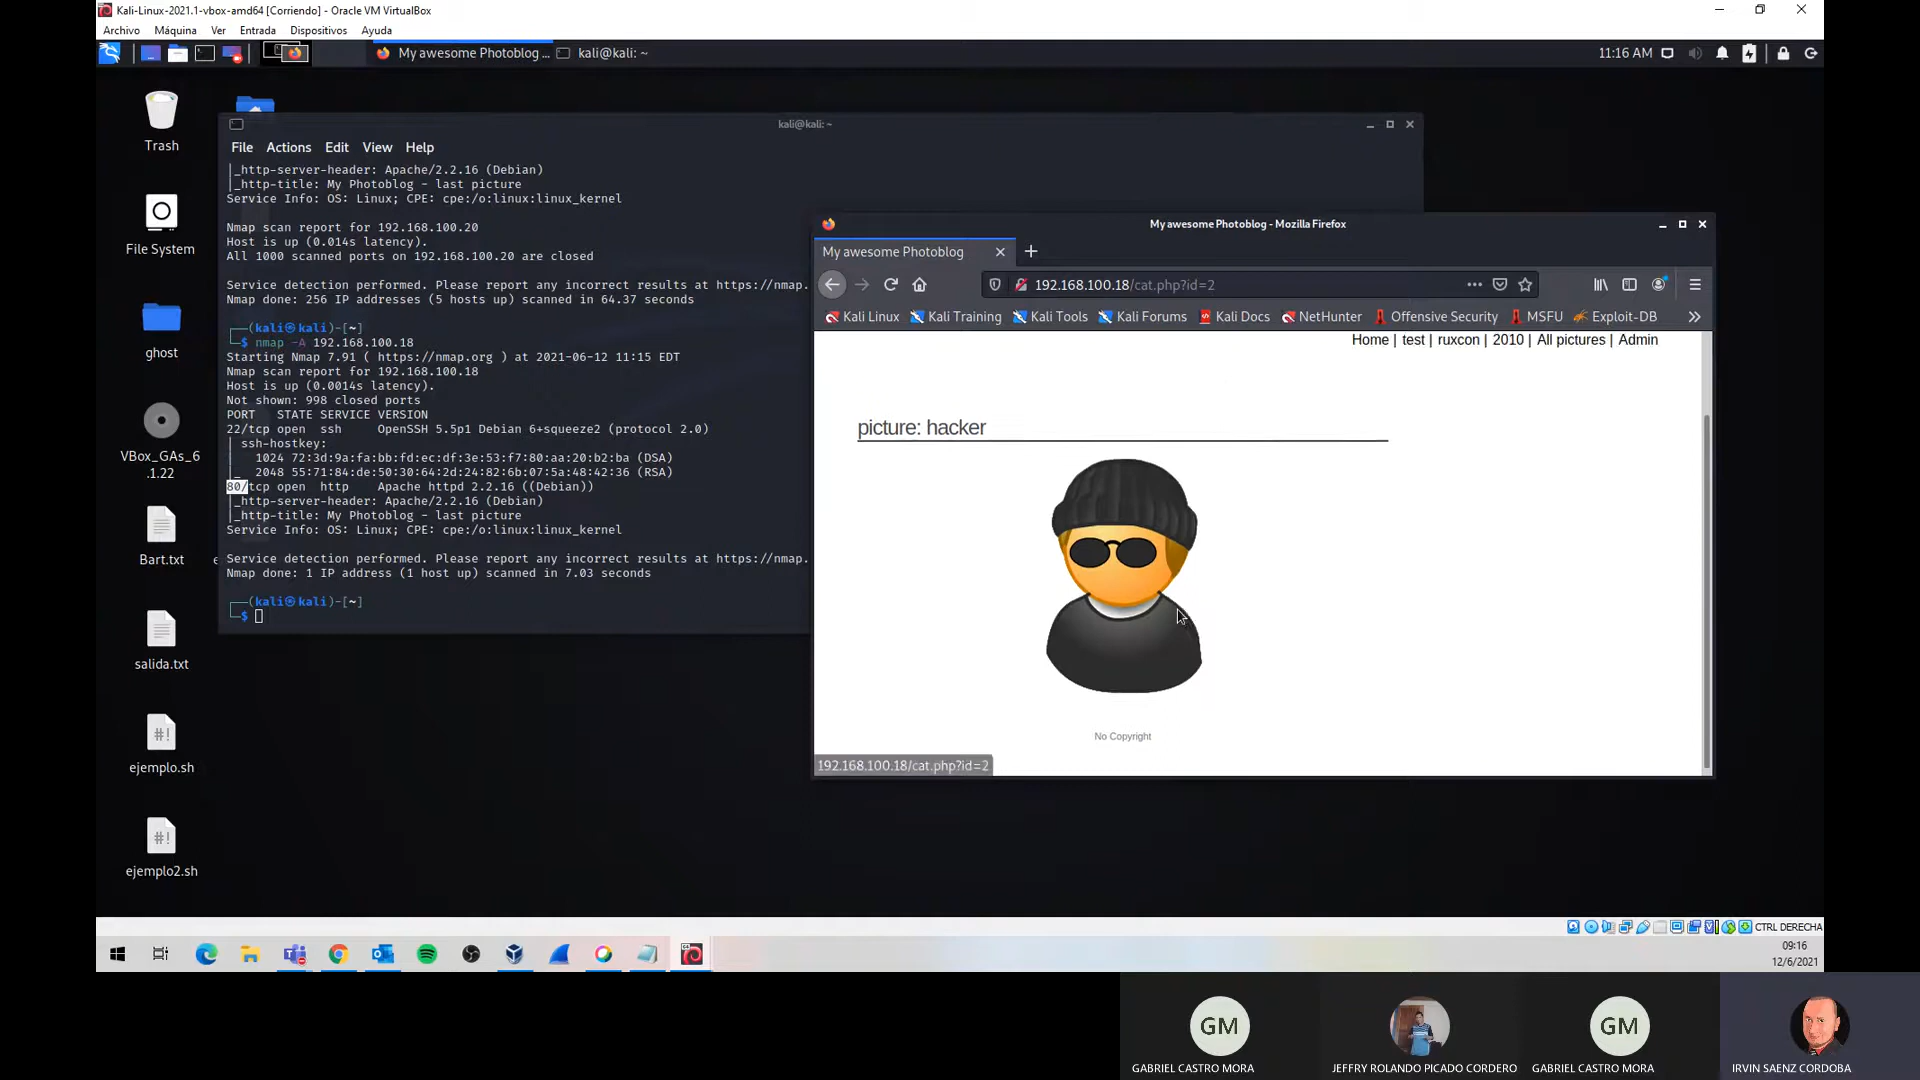 Kali-Linux-2021.1-vbox-amd64 [Corriendo] - Oracle VM VirtualBox
Archivo Máquina Ver Entrada Dispositivos Ayuda
My awesome Photoblog ... kali@kali: ~ 11:16 AM
Trash
File System
ghost
VBox_GAs_6
.1.22
Bart.txt
salida.txt
ejemplo.sh
ejemplo2.sh
kali@kali: ~
File Actions Edit View Help
|_http-server-header: Apache/2.2.16 (Debian)
|_http-title: My Photoblog - last picture
Service Info: OS: Linux; CPE: cpe:/o:linux:linux_kernel
Nmap scan report for 192.168.100.20
Host is up (0.014s latency).
All 1000 scanned ports on 192.168.100.20 are closed
Service detection performed. Please report any incorrect results at https://nmap.
Nmap done: 256 IP addresses (5 hosts up) scanned in 64.37 seconds
(kali㉿kali)-[~]
$ nmap -A 192.168.100.18
Starting Nmap 7.91 ( https://nmap.org ) at 2021-06-12 11:15 EDT
Nmap scan report for 192.168.100.18
Host is up (0.0014s latency).
Not shown: 998 closed ports
PORT STATE SERVICE VERSION
22/tcp open ssh OpenSSH 5.5p1 Debian 6+squeeze2 (protocol 2.0)
| ssh-hostkey:
| 1024 72:3d:9a:fa:bb:fd:ec:df:3e:53:f7:80:aa:20:b2:ba (DSA)
|_ 2048 55:71:84:de:50:30:64:2d:24:82:6b:07:5a:48:42:36 (RSA)
80/tcp open http Apache httpd 2.2.16 ((Debian))
|_http-server-header: Apache/2.2.16 (Debian)
|_http-title: My Photoblog - last picture
Service Info: OS: Linux; CPE: cpe:/o:linux:linux_kernel
Service detection performed. Please report any incorrect results at https://nmap.
Nmap done: 1 IP address (1 host up) scanned in 7.03 seconds
(kali㉿kali)-[~]
$
My awesome Photoblog - Mozilla Firefox
My awesome Photoblog
192.168.100.18/cat.php?id=2
Kali Linux Kali Training Kali Tools Kali Forums Kali Docs NetHunter Offensive Security MSFU Exploit-DB
Home | test | ruxcon | 2010 | All pictures | Admin
picture: hacker
No Copyright
192.168.100.18/cat.php?id=2
CTRL DERECHA
09:16
12/6/2021
GM
GM
GABRIEL CASTRO MORA JEFFRY ROLANDO PICADO CORDERO GABRIEL CASTRO MORA IRVIN SAENZ CORDOBA